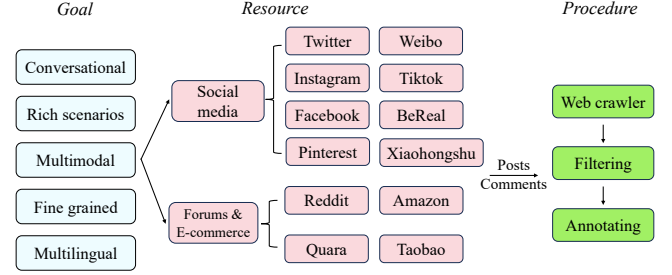 Goal
Resource
Procedure
Conversational
Rich scenarios
Multimodal
Fine grained
Multilingual
Social
media
Forums &
E-commerce
Twitter
Weibo
Instagram
Tiktok
Facebook
BeReal
Pinterest
Xiaohongshu
Reddit
Amazon
Quara
Taobao
Posts
Comments
Web crawler
Filtering
Annotating